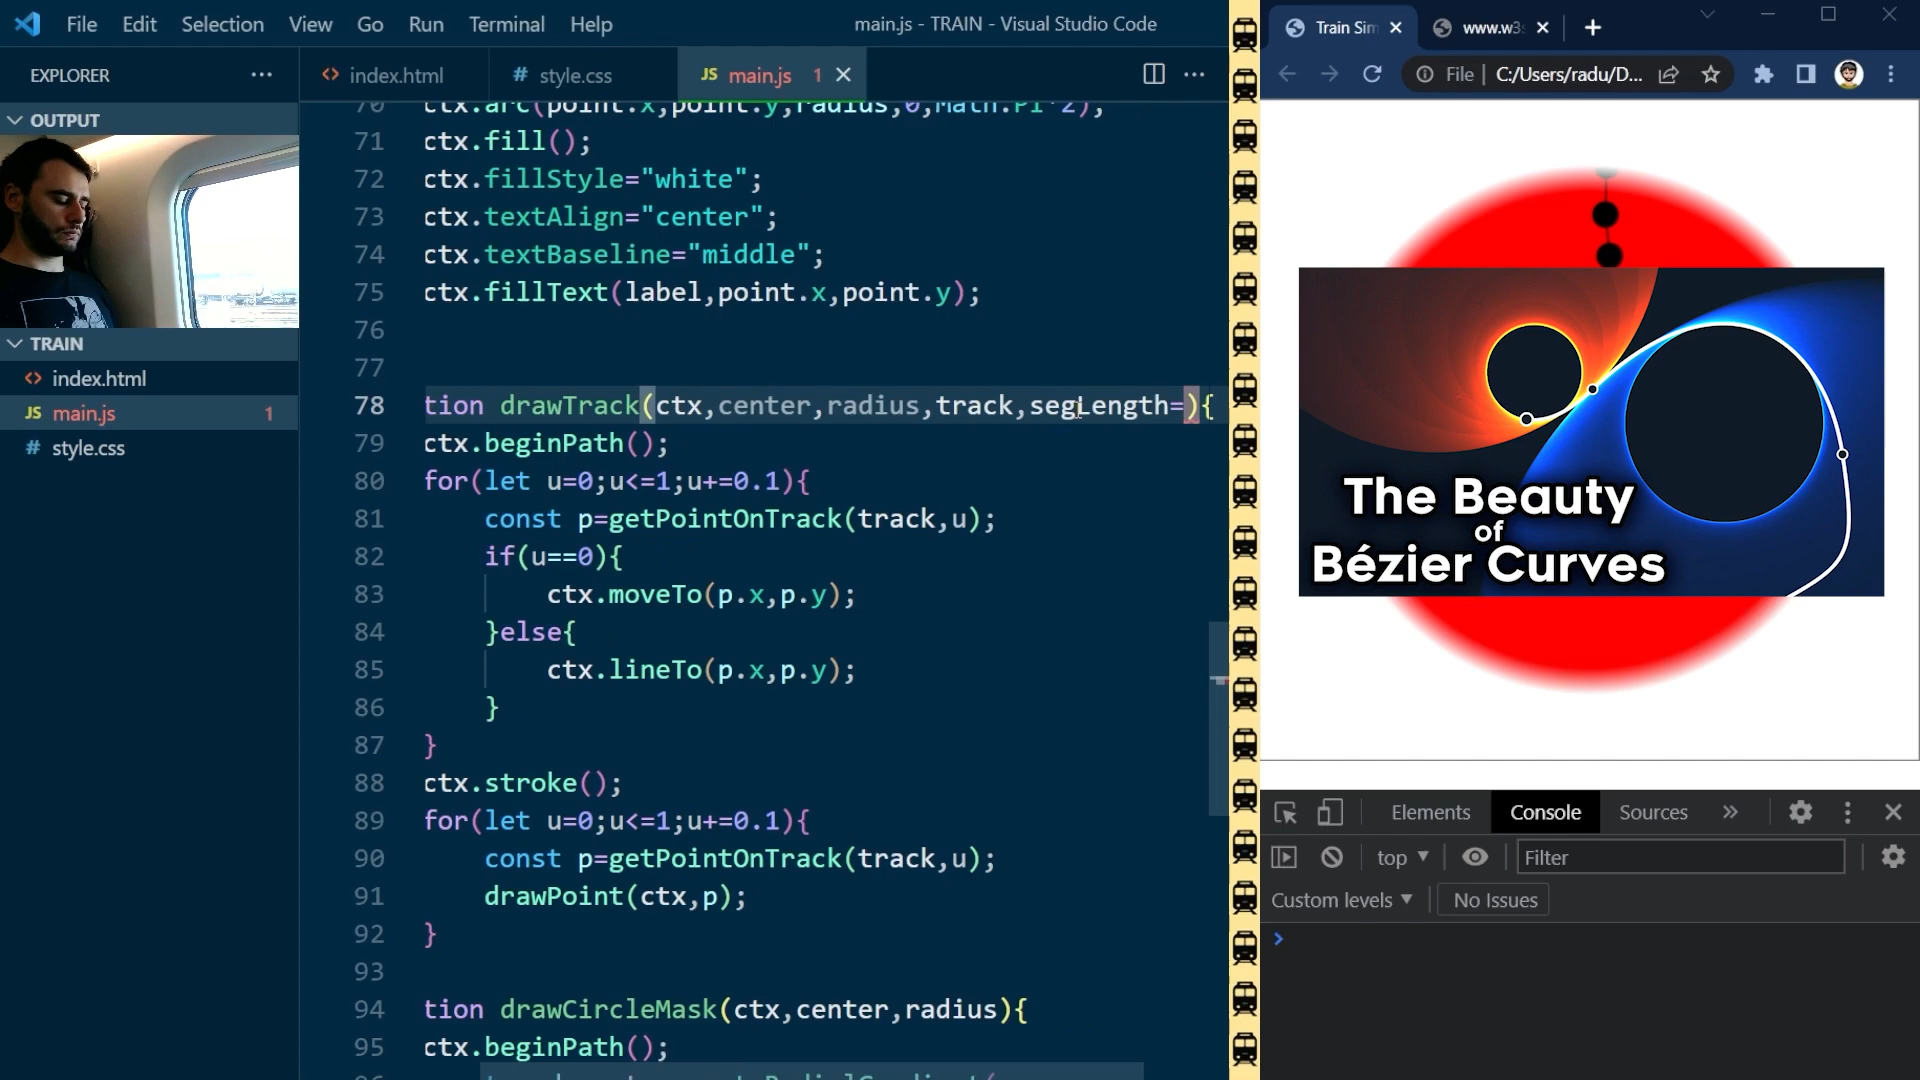 File Edit Selection View Go Run Terminal Help
main.js - TRAIN - Visual Studio Code
EXPLORER
OUTPUT
TRAIN
<> index.html
JS main.js 1
# style.css
<> index.html # style.css JS main.js 1
70 ctx.arc(point.x,point.y,radius,0,Math.PI*2);
71 ctx.fill();
72 ctx.fillStyle="white";
73 ctx.textAlign="center";
74 ctx.textBaseline="middle";
75 ctx.fillText(label,point.x,point.y);
76
77
78 tion drawTrack(ctx,center,radius,track,segLength=){
79 ctx.beginPath();
80 for(let u=0;u<=1;u+=0.1){
81 const p=getPointOnTrack(track,u);
82 if(u==0){
83 ctx.moveTo(p.x,p.y);
84 }else{
85 ctx.lineTo(p.x,p.y);
86 }
87 }
88 ctx.stroke();
89 for(let u=0;u<=1;u+=0.1){
90 const p=getPointOnTrack(track,u);
91 drawPoint(ctx,p);
92 }
93
94 tion drawCircleMask(ctx,center,radius){
95 ctx.beginPath();
Train Sim www.w3s
File C:/Users/radu/D...
The Beauty
of
Bézier Curves
Elements Console Sources
top Filter
Custom levels No Issues